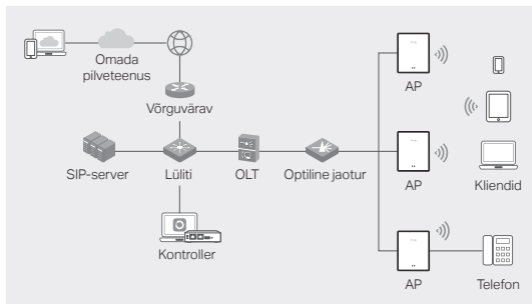 Omada
pilveteenus
Võrguvärav
AP
SIP-server
Lüliti
OLT
Optiline jaotur
AP
Kliendid
Kontroller
AP
Telefon